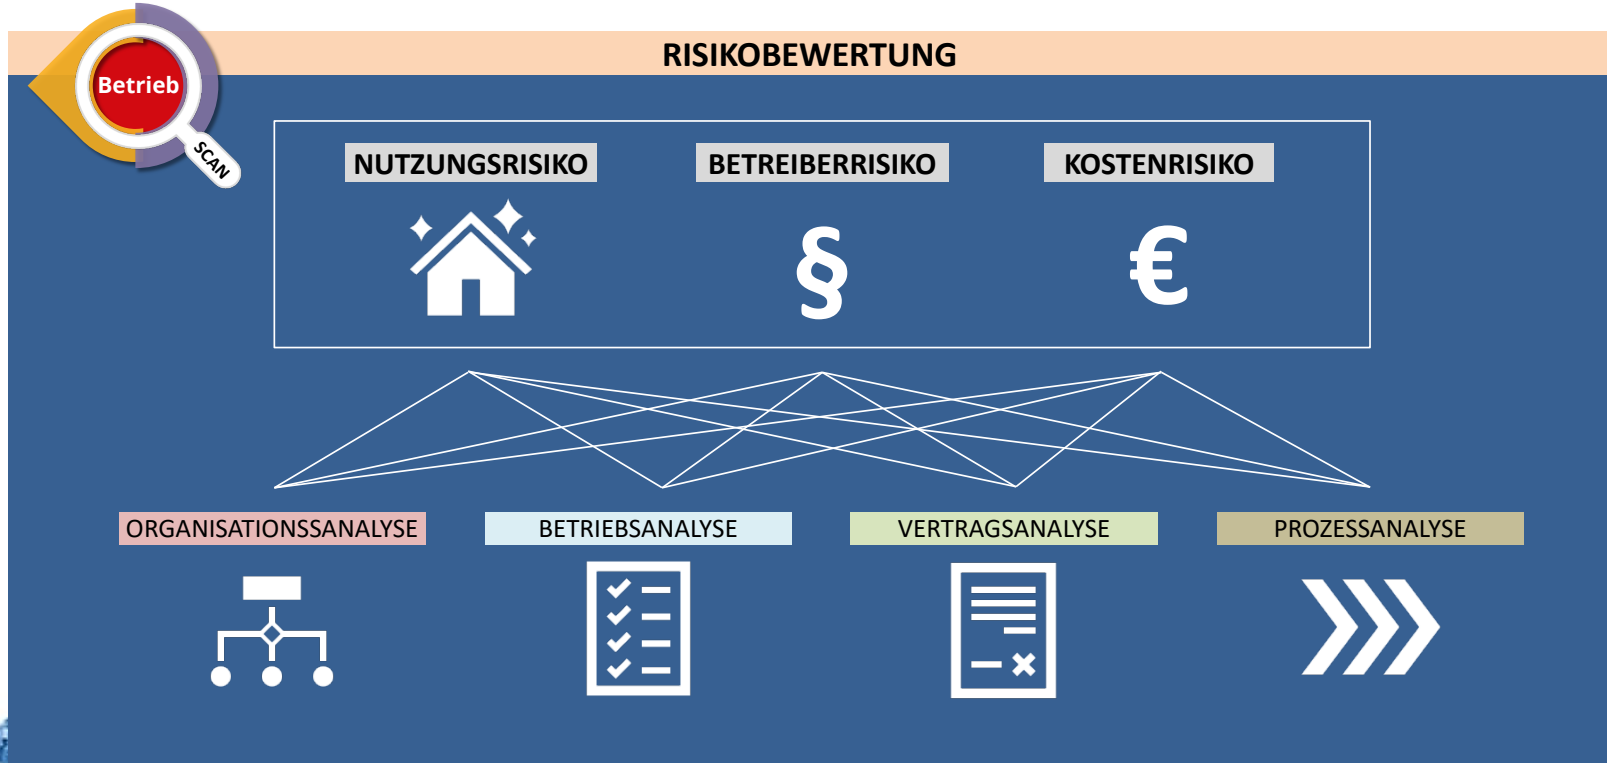 RISIKOBEWERTUNG
Betrieb
SCAN
NUTZUNGSRISIKO
BETREIBERRISIKO
KOSTENRISIKO
§
€
ORGANISATIONSSANALYSE
BETRIEBSANALYSE
VERTRAGSANALYSE
PROZESSANALYSE